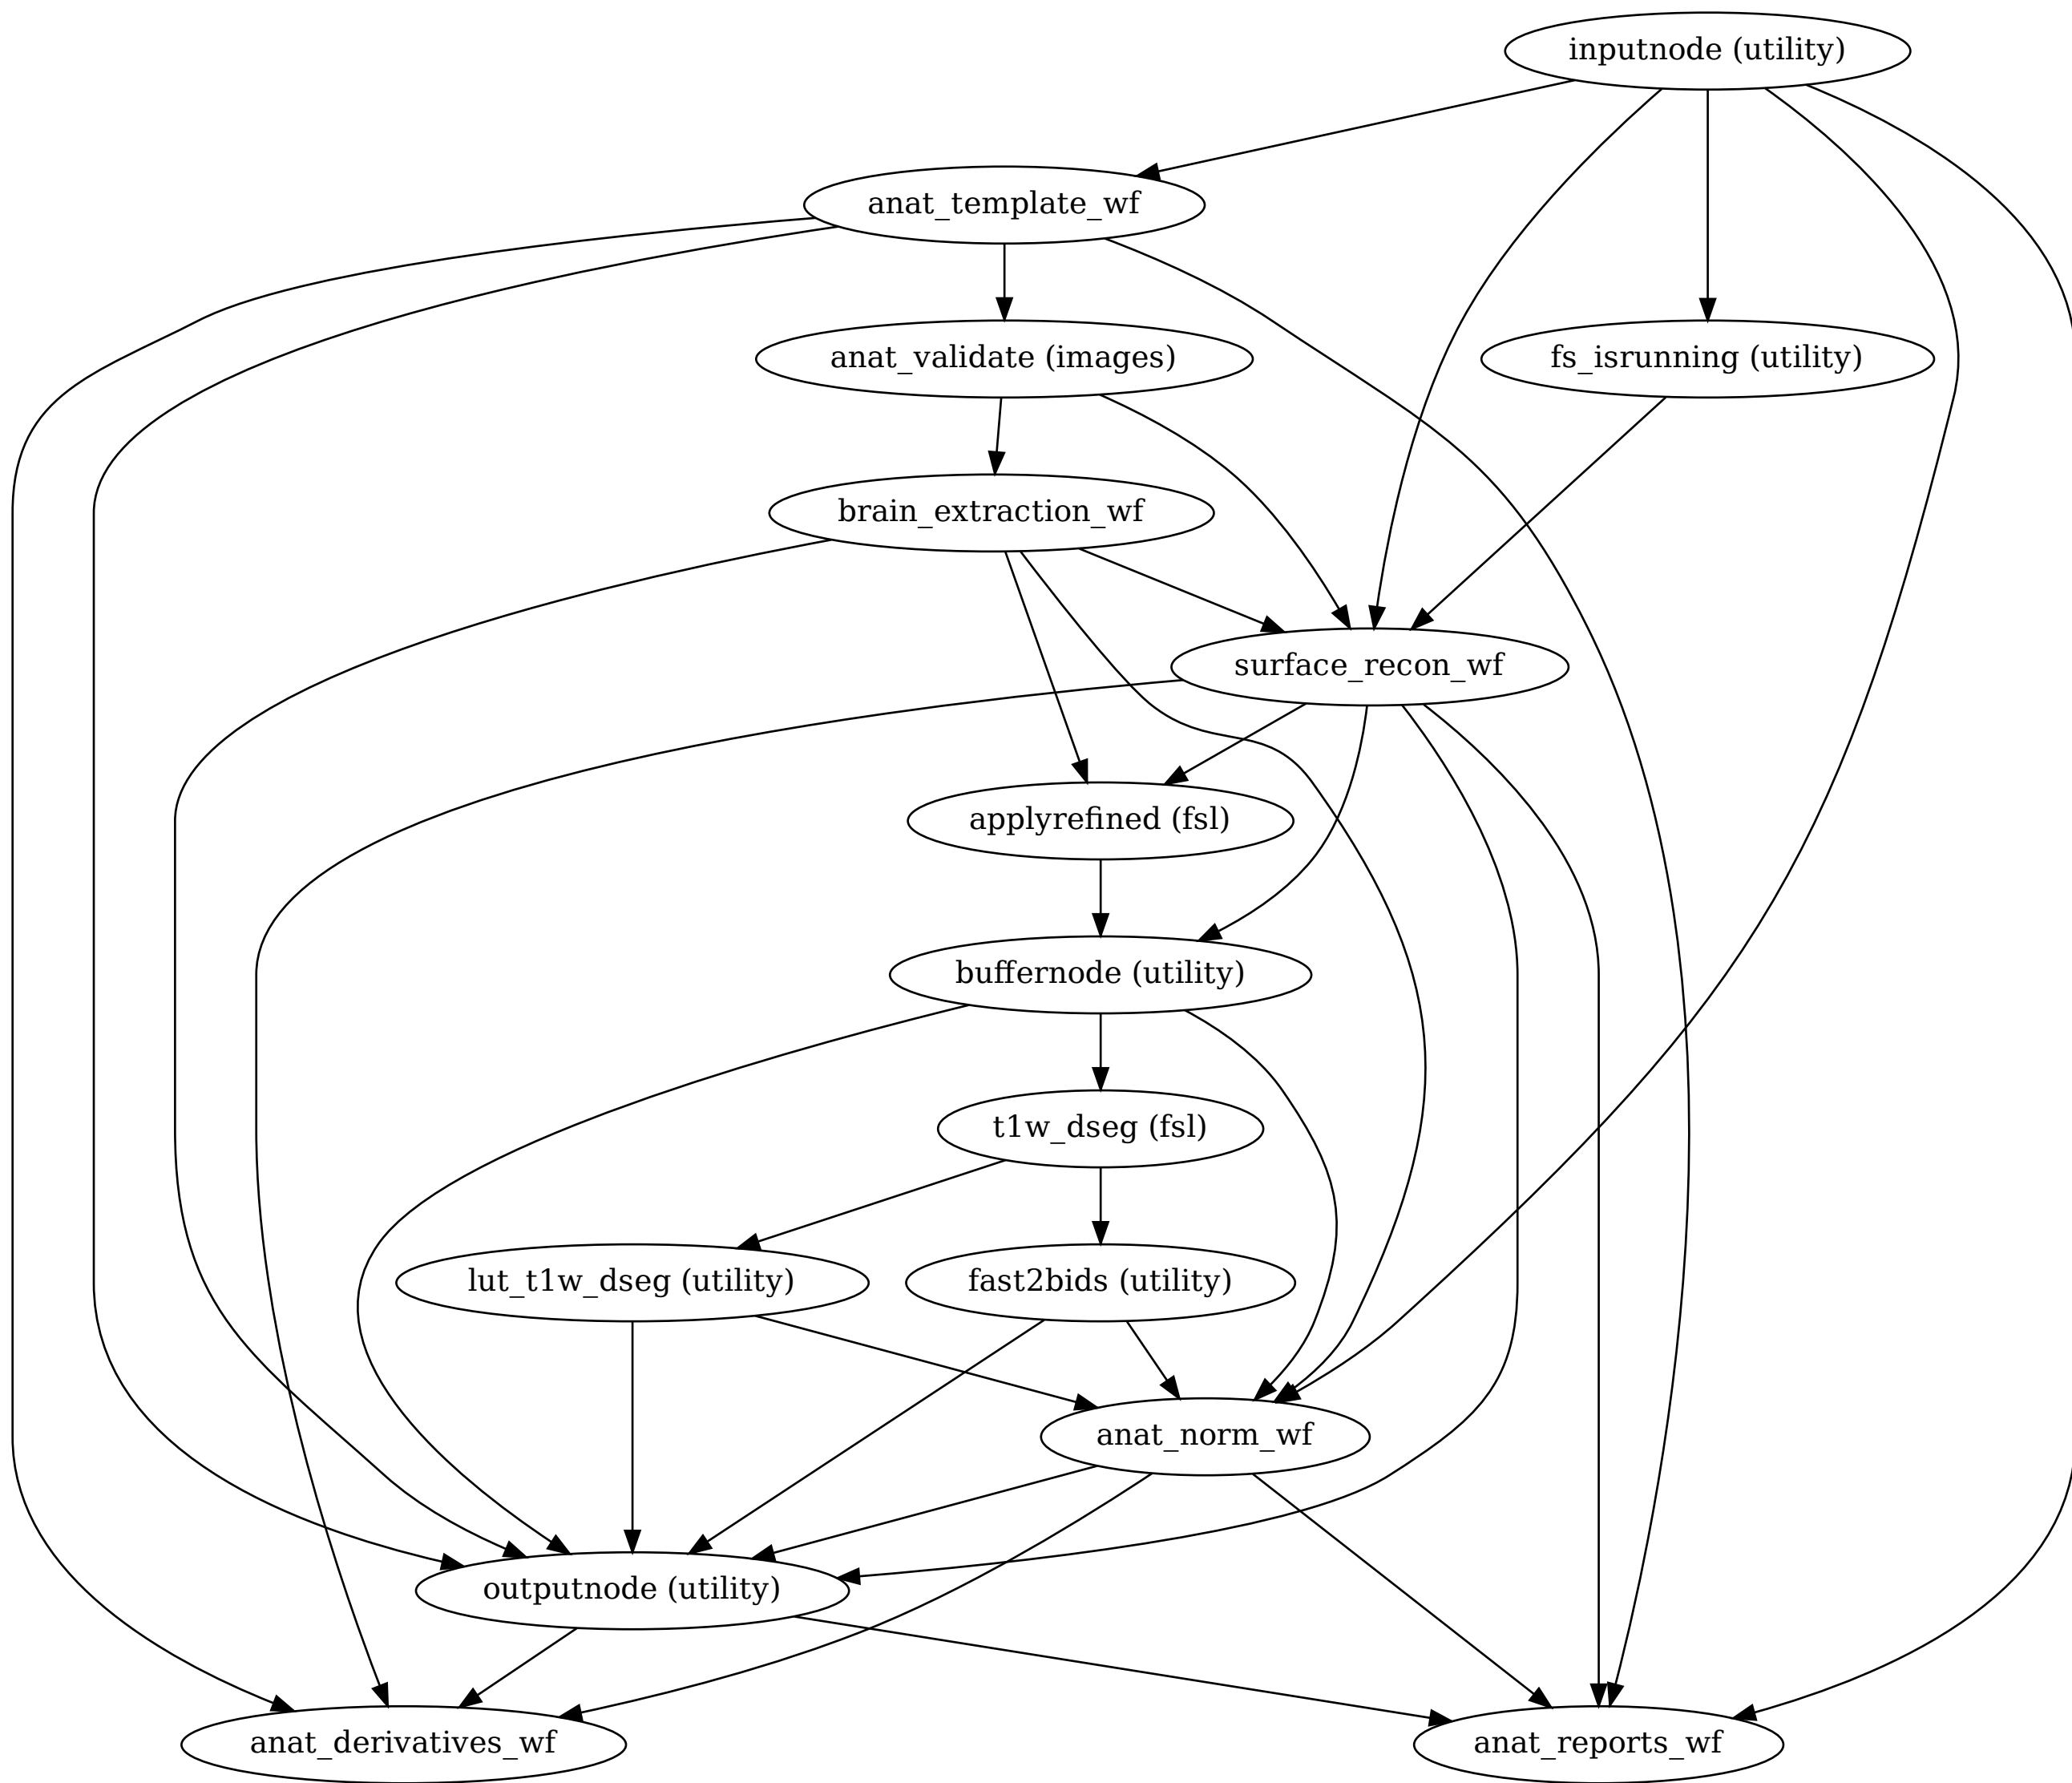 inputnode (utility)
anat_template_wf
anat_validate (images)
fs_isrunning (utility)
brain_extraction_wf
surface_recon_wf
applyrefined (fsl)
buffernode (utility)
t1w_dseg (fsl)
lut_t1w_dseg (utility)
fast2bids (utility)
anat_norm_wf
outputnode (utility)
anat_derivatives_wf
anat_reports_wf